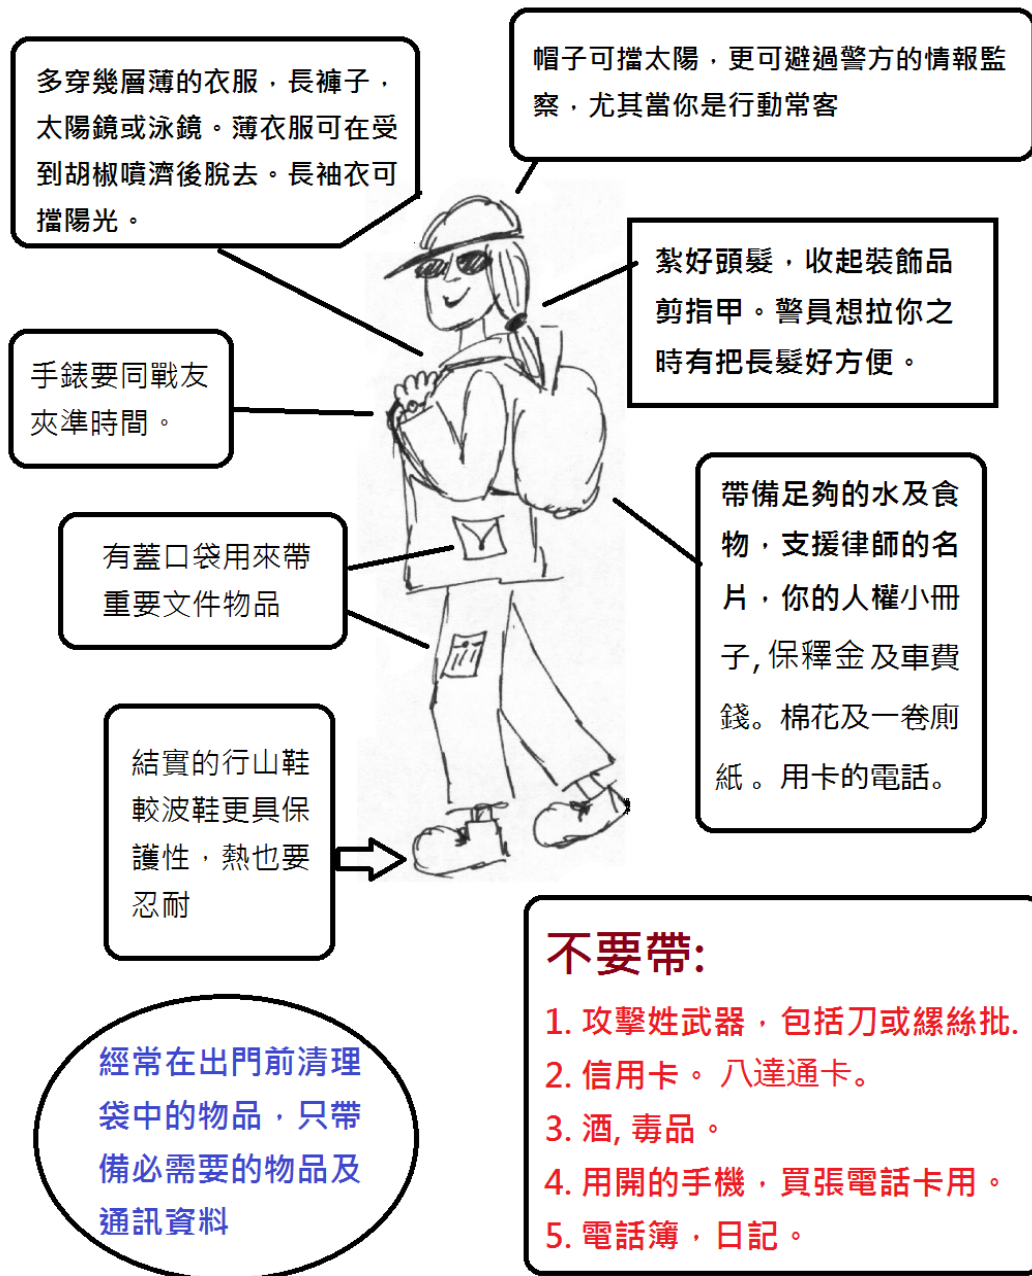 多穿幾層薄的衣服，長褲子，
太陽鏡或泳鏡。薄衣服可在受
到胡椒噴濟後脫去。長袖衣可
擋陽光。
帽子可擋太陽，更可避過警方的情報監
察，尤其當你是行動常客
紮好頭髮，收起裝飾品
剪指甲。警員想拉你之
時有把長髮好方便。
手錶要同戰友
夾準時間。
帶備足夠的水及食
物，支援律師的名
片，你的人權小冊
子, 保釋金及車費
錢。棉花及一卷廁
紙。用卡的電話。
有蓋口袋用來帶
重要文件物品
結實的行山鞋
較波鞋更具保
護性，熱也要
忍耐
不要帶:
1. 攻擊姓武器，包括刀或縲絲批.
2. 信用卡。 八達通卡。
3. 酒, 毒品。
4. 用開的手機，買張電話卡用。
5. 電話簿，日記。
經常在出門前清理
袋中的物品，只帶
備必需要的物品及
通訊資料